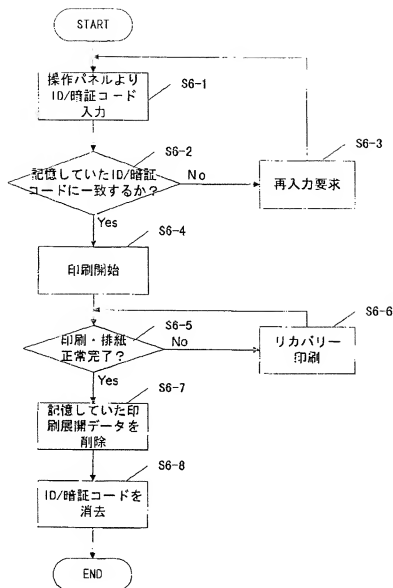 START
操作パネルより
ID/暗証コード
入力
S6-1
記憶していたID/暗証
コードに一致するか?
S6-2
No
再入力要求
S6-3
Yes
S6-4
印刷開始
印刷・排紙
正常完了?
S6-5
No
リカバリー
印刷
S6-6
Yes
S6-7
記憶していた印
刷展開データを
削除
S6-8
ID/暗証コードを
消去
END